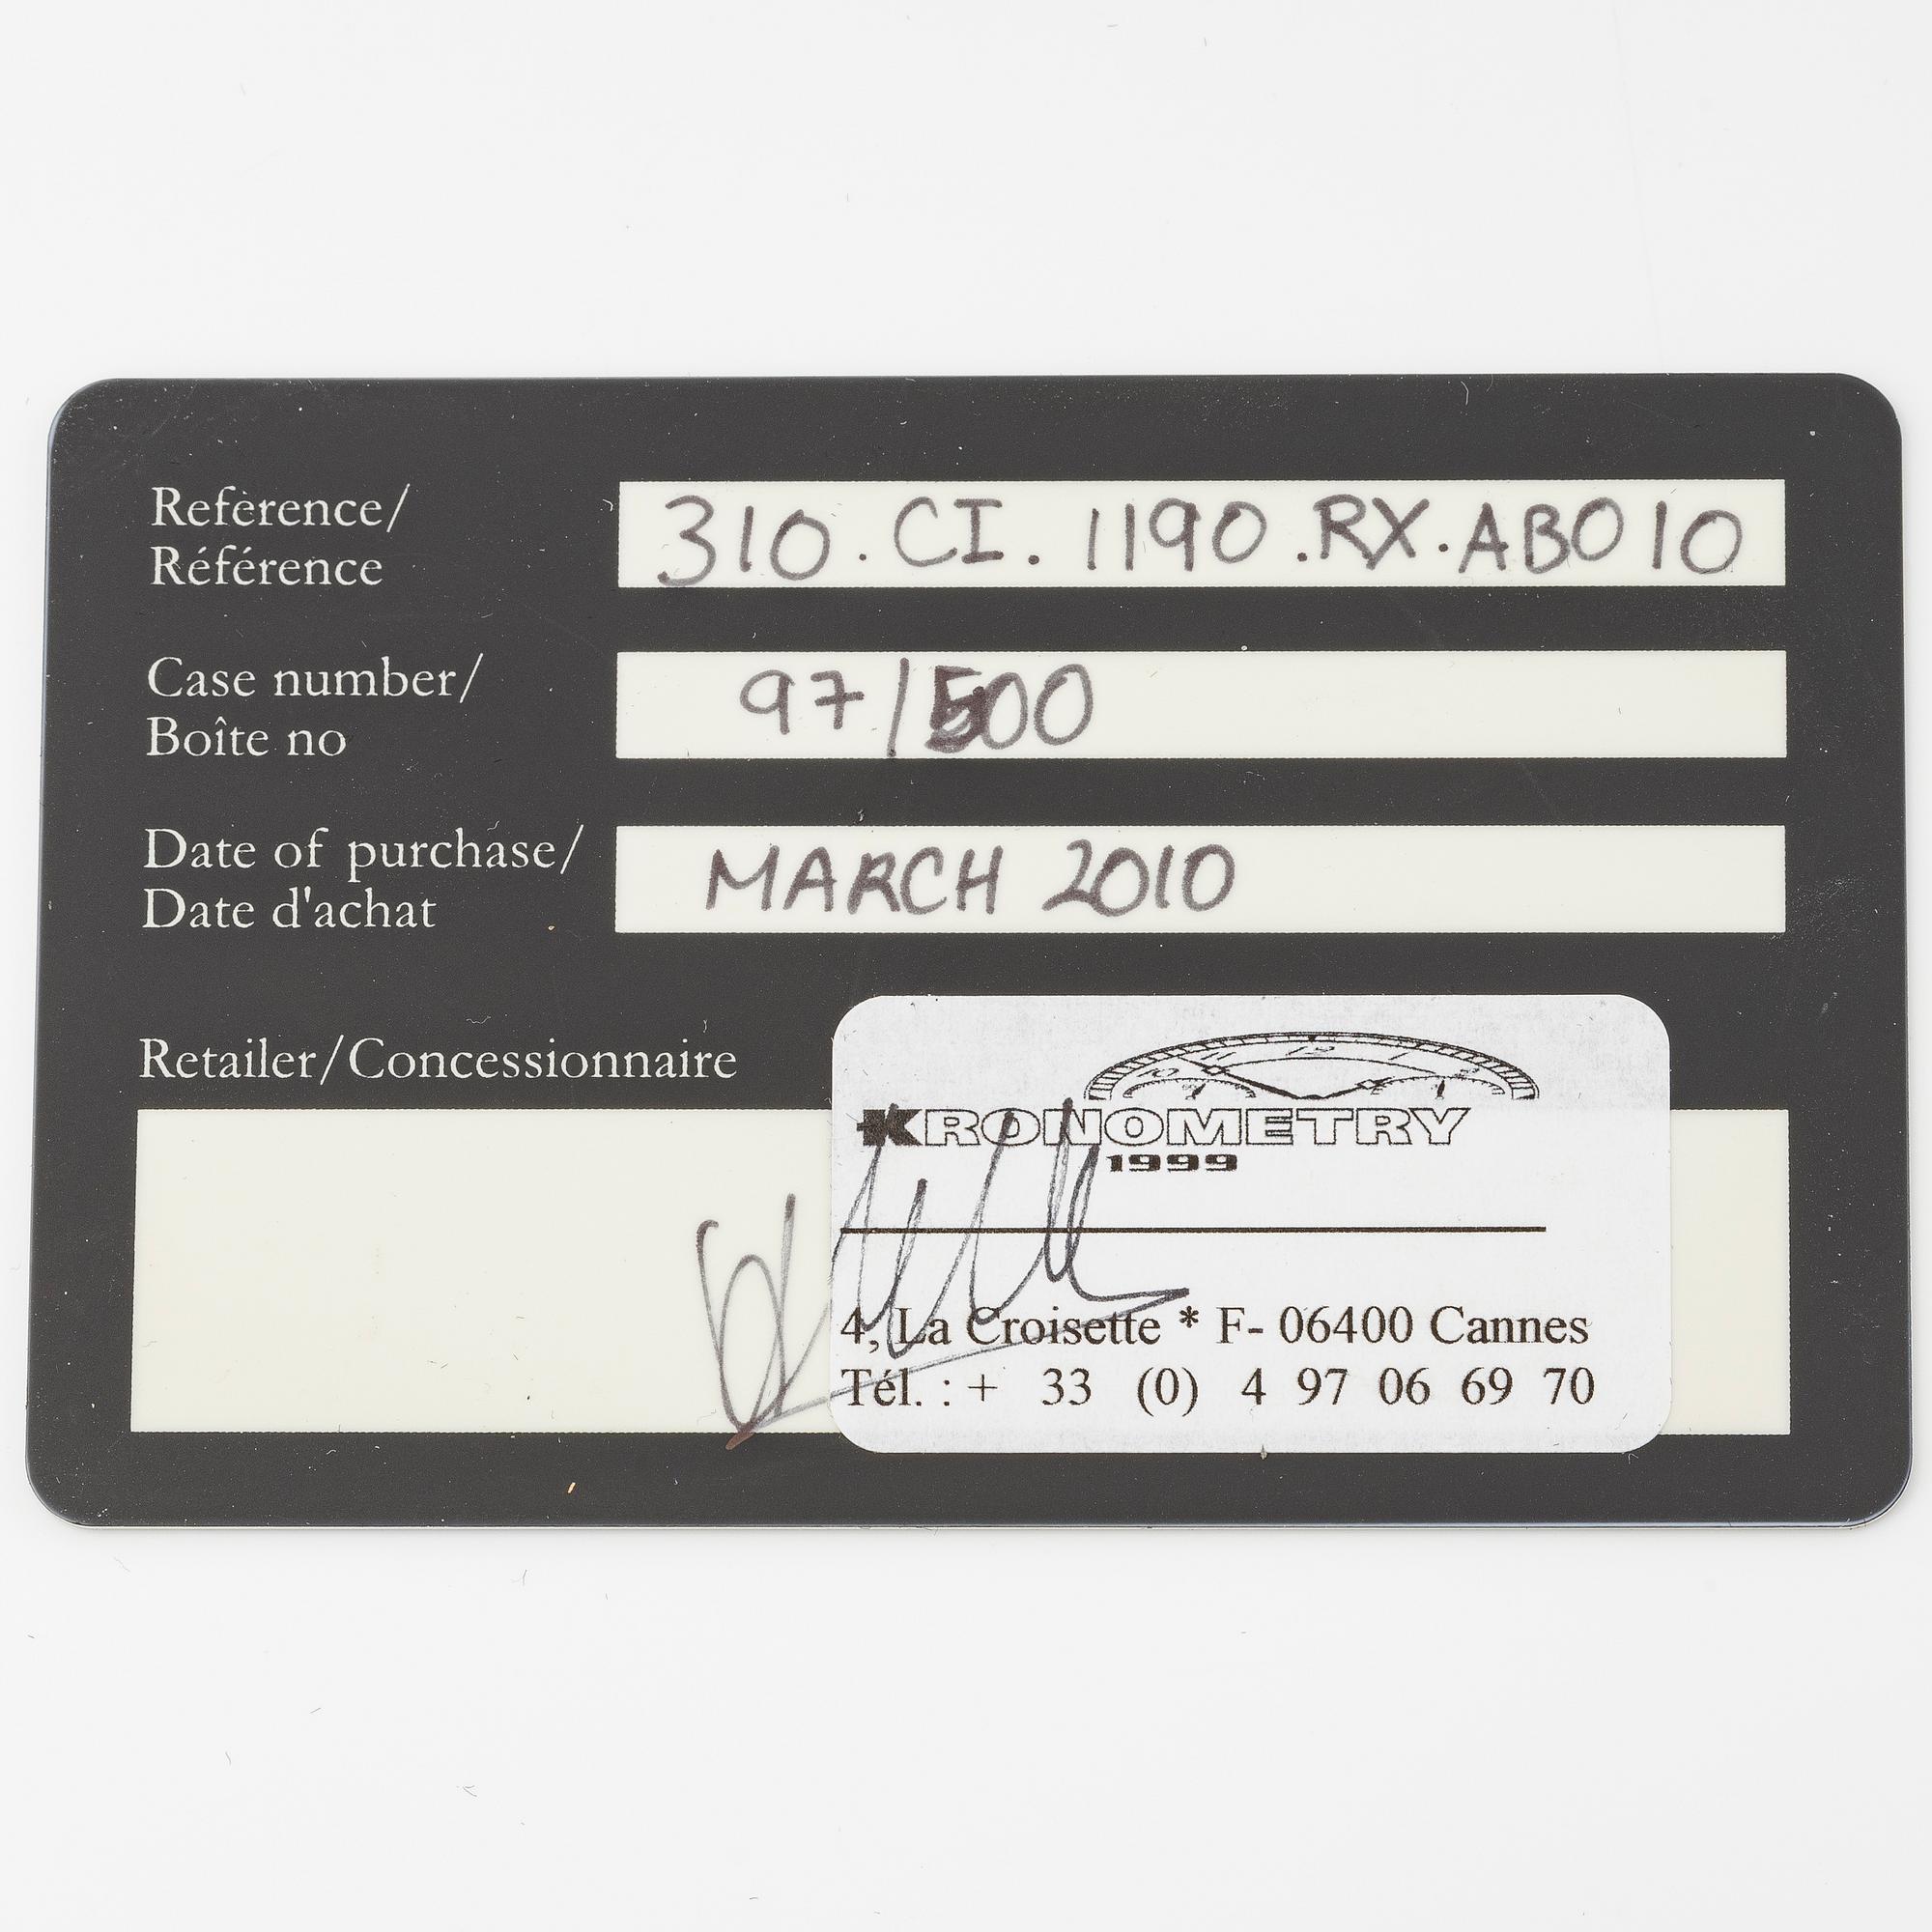 Reference/
Référence
310.CI.1190.RX.AB010
Case number/
Boîte no
97/500
Date of purchase/
Date d'achat
MARCH 2010
Retailer/Concessionnaire
KRONOMETRY
1999
4, La Croisette * F- 06400 Cannes
Tél. : + 33 (0) 4 97 06 69 70